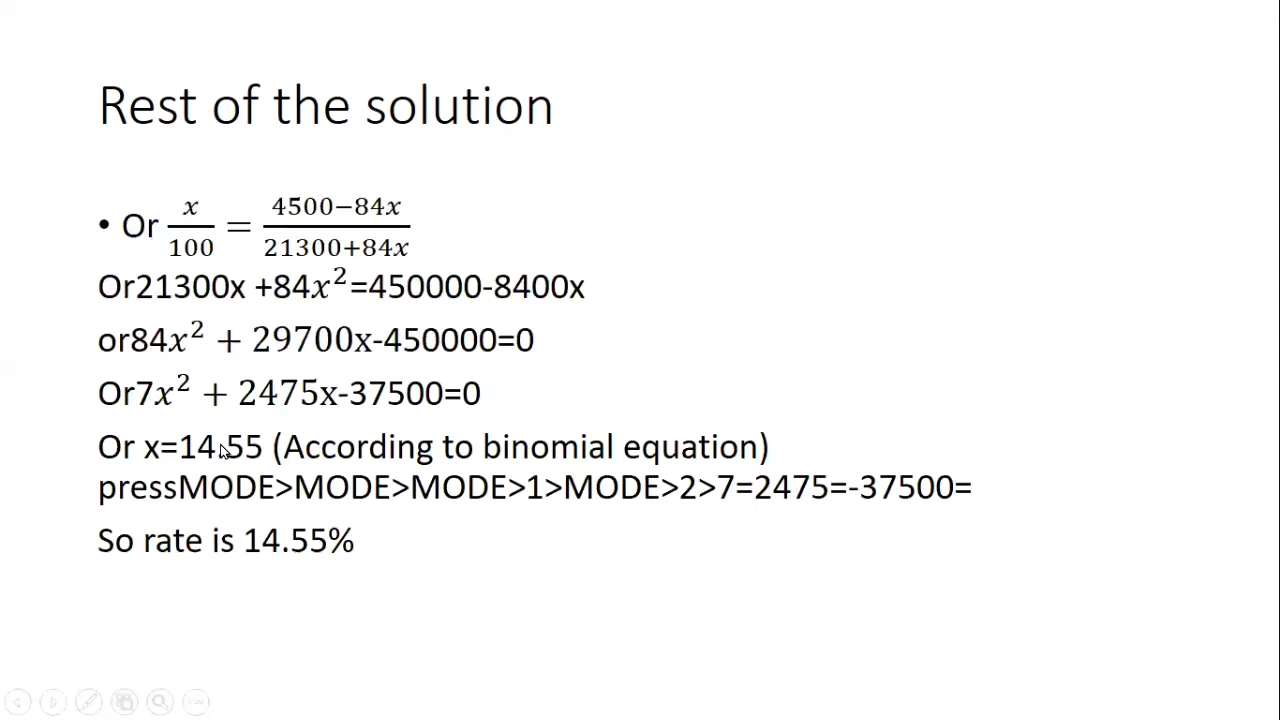 Rest of the solution
• Or x/100 = 4500−84x/21300+84x
Or21300x +84x²=450000-8400x
or84x² + 29700x-450000=0
Or7x² + 2475x-37500=0
Or x=14.55 (According to binomial equation)
pressMODE>MODE>MODE>1>MODE>2>7=2475=-37500=
So rate is 14.55%